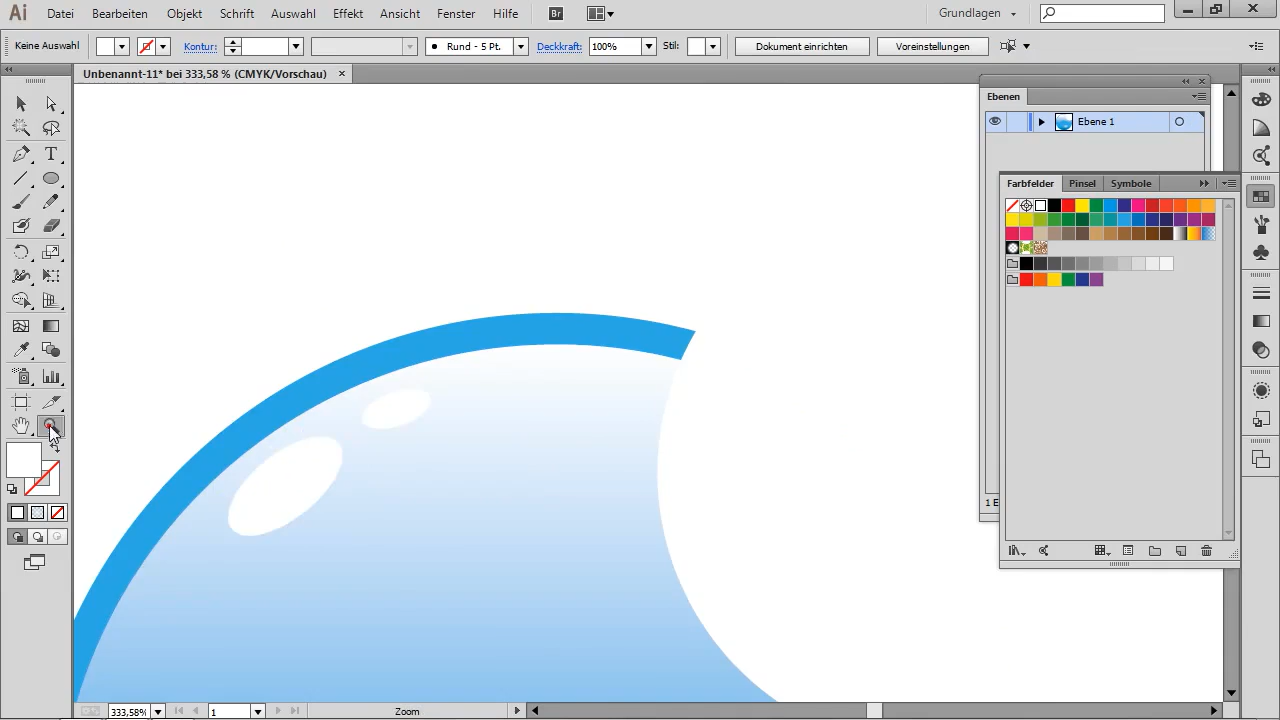 Ai Datei Bearbeiten Objekt Schrift Auswahl Effekt Ansicht Fenster Hilfe Br Grundlagen
Keine Auswahl Kontur: Rund - 5 Pt. Deckkraft: 100% Stil: Dokument einrichten Voreinstellungen
Unbenannt-11* bei 333,58 % (CMYK/Vorschau)
Ebenen
Ebene 1
Farbfelder Pinsel Symbole
1 E
333,58% 1 Zoom